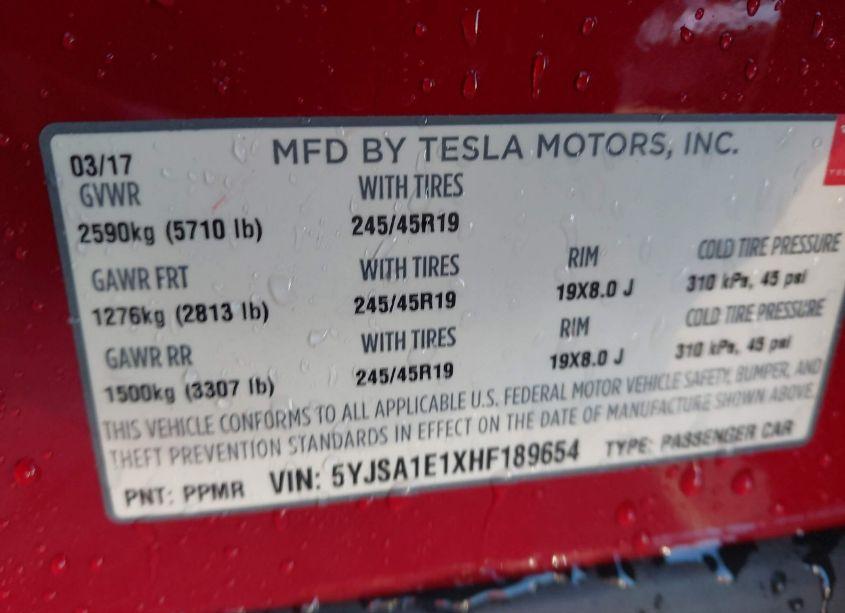 03/17 MFD BY TESLA MOTORS, INC.
GVWR WITH TIRES
2590kg (5710 lb) 245/45R19
GAWR FRT WITH TIRES RIM COLD TIRE PRESSURE
1276kg (2813 lb) 245/45R19 19X8.0 J 310 kPa, 45 psi
GAWR RR WITH TIRES RIM COLD TIRE PRESSURE
1500kg (3307 lb) 245/45R19 19X8.0 J 310 kPa, 45 psi
THIS VEHICLE CONFORMS TO ALL APPLICABLE U.S. FEDERAL MOTOR VEHICLE SAFETY, BUMPER, AND
THEFT PREVENTION STANDARDS IN EFFECT ON THE DATE OF MANUFACTURE SHOWN ABOVE.
PNT: PPMR VIN: 5YJSA1E1XHF189654 TYPE: PASSENGER CAR